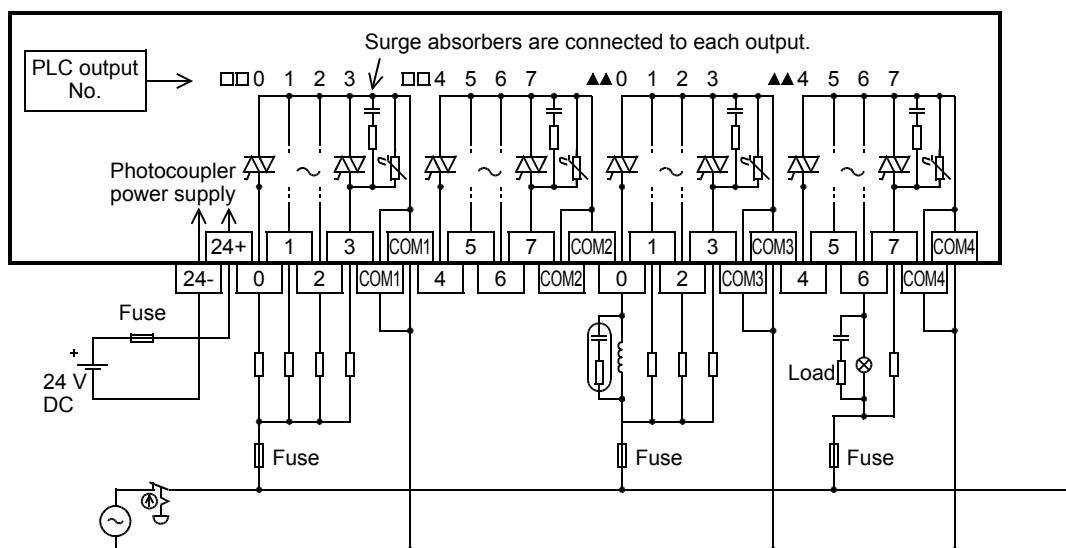 Surge absorbers are connected to each output.
PLC output
No.
□□0 1 2 3 □□4 5 6 7 ▲▲0 1 2 3 ▲▲4 5 6 7
Photocoupler
power supply
24+ 1 3 COM1 5 7 COM2 1 3 COM3 5 7 COM4
24- 0 2 COM1 4 6 COM2 0 2 COM3 4 6 COM4
Fuse
+
24 V
DC
Load
Fuse Fuse Fuse